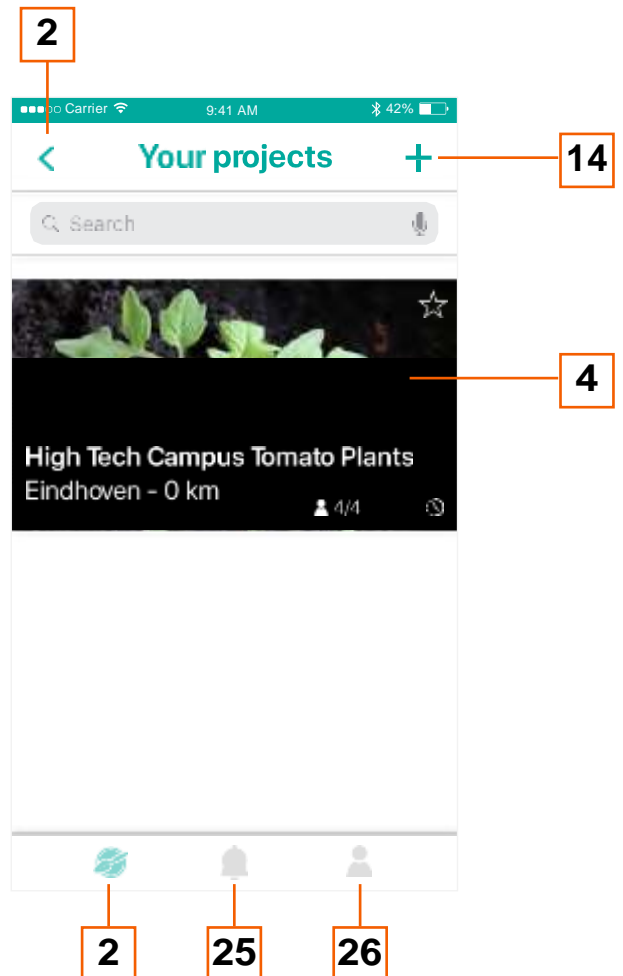 2
Carrier 9:41 AM 42%
Your projects
14
Search
4
High Tech Campus Tomato Plants
Eindhoven - 0 km
4/4
2 25 26